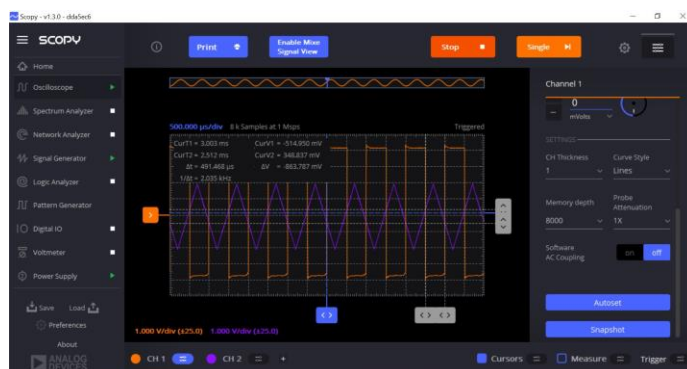 Scopy - v1.3.0 - dda5ec6
SCOPY
Print
Enable Mixe
Signal View
Stop
Single
Home
Oscilloscope
Spectrum Analyzer
Network Analyzer
Signal Generator
Logic Analyzer
Pattern Generator
Digital IO
Voltmeter
Power Supply
Save
Load
Preferences
About
ANALOG
DEVICES
500.000 µs/div 8 k Samples at 1 Msps Triggered
CurT1 = 3,003 ms CurV1 = -514.950 mV
CurT2 = 2,512 ms CurV2 = 348,837 mV
Δt = 491,468 µs ΔV = -863,787 mV
1/Δt = 2,035 kHz
1.000 V/div (±25.0) 1.000 V/div (±25.0)
CH 1
CH 2
+
Cursors
Measure
Trigger
Channel 1
0
mVolts
SETTINGS
CH Thickness Curve Style
1 Lines
Memory depth Probe
Attenuation
8000 1X
Software
AC Coupling
on off
Autoset
Snapshot